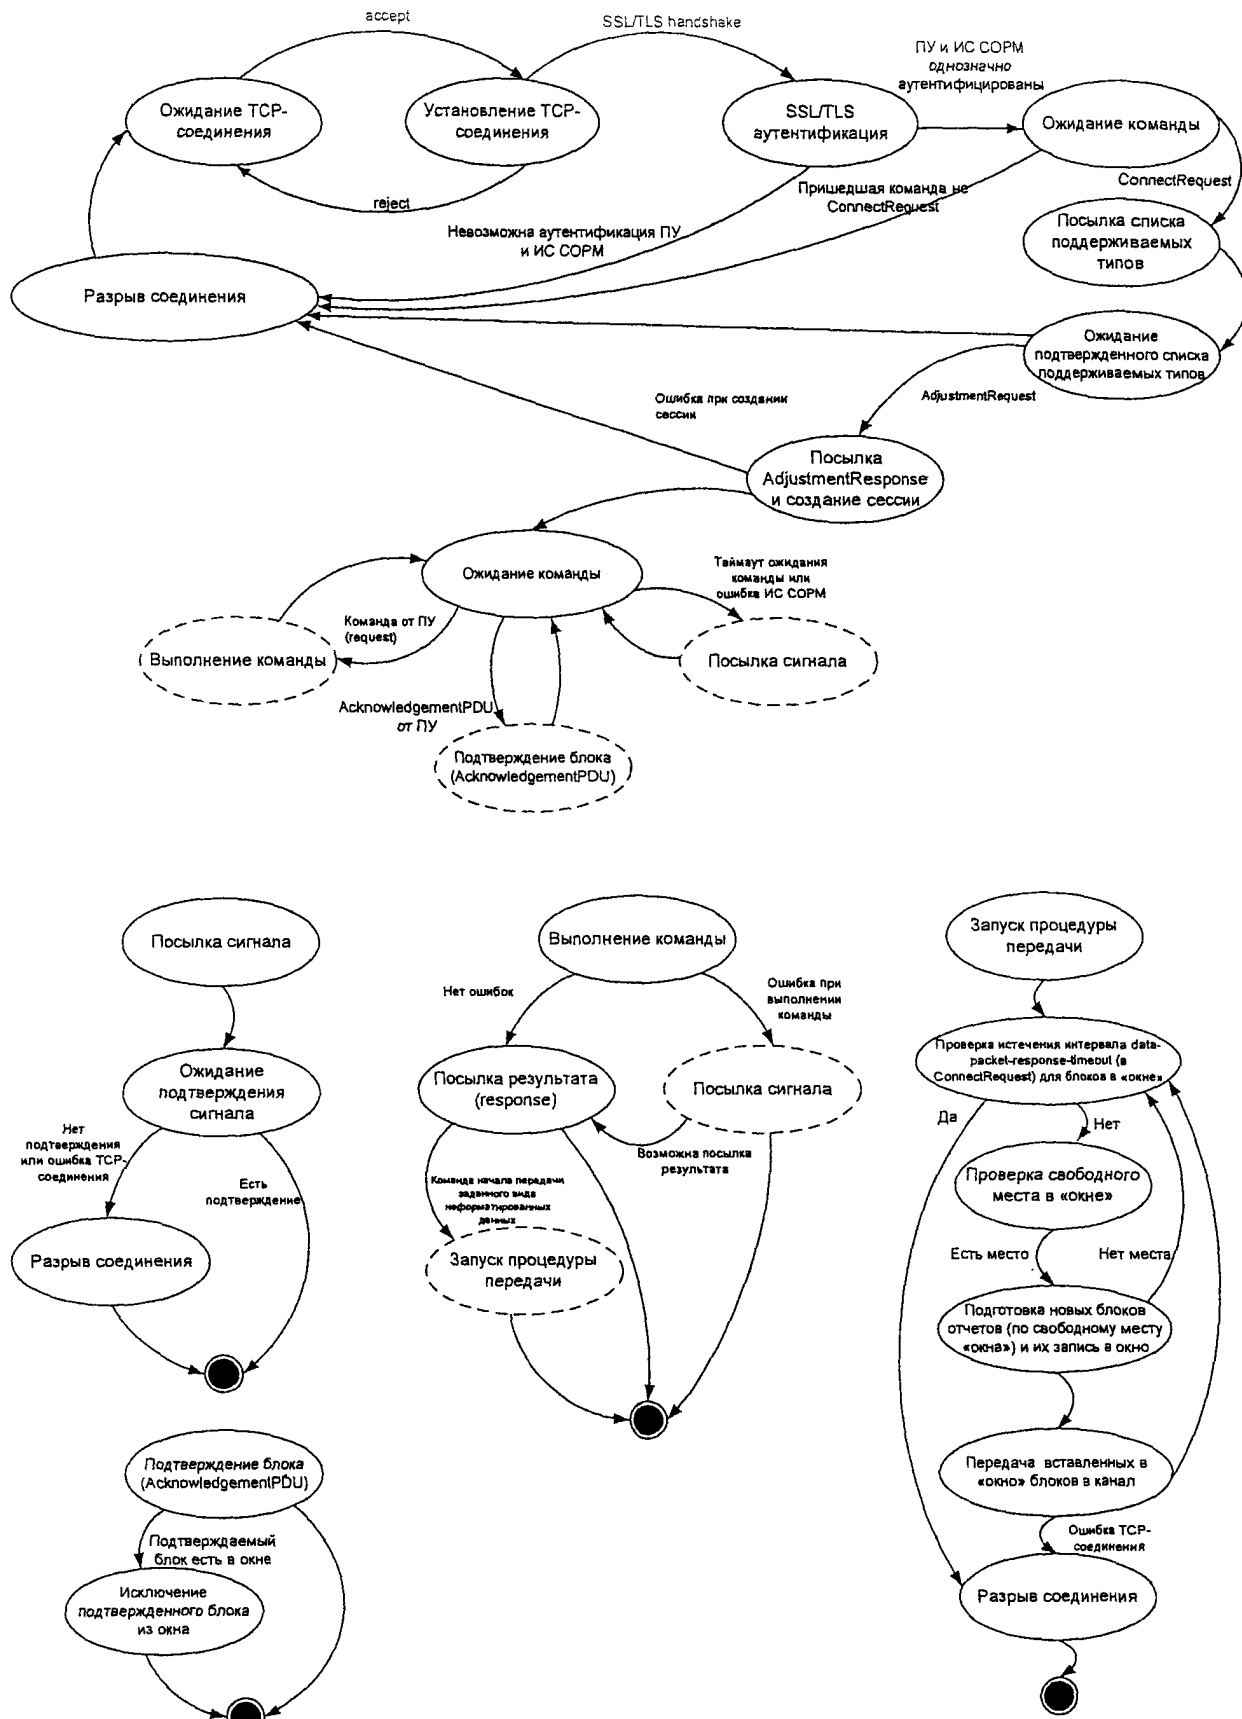 accept
SSL/TLS handshake
ПУ и ИС СОРМ
однозначно
аутентифицированы
Ожидание TCP-
соединения
Установление TCP-
соединения
SSL/TLS
аутентификация
Ожидание команды
ConnectRequest
reject
Пришедшая команда не
ConnectRequest
Невозможна аутентификация ПУ
и ИС СОРМ
Посылка списка
поддерживаемых
типов
Разрыв соединения
Ожидание
подтвержденного списка
поддерживаемых типов
Ошибка при создании
сессии
AdjustmentRequest
Посылка
AdjustmentResponse
и создание сессии
Ожидание команды
Таймаут ожидания
команды или
ошибка ИС СОРМ
Команда от ПУ
(request)
Выполнение команды
Посылка сигнала
AcknowledgementPDU
от ПУ
Подтверждение блока
(AcknowledgementPDU)
Посылка сигнала
Ожидание
подтверждения
сигнала
Нет
подтверждения
или ошибка TCP-
соединения
Есть
подтверждение
Разрыв соединения
Выполнение команды
Нет ошибок
Ошибка при
выполнении
команды
Посылка результата
(response)
Посылка сигнала
Возможна посылка
результата
Команда начала передачи
заданного вида
неформатированных
данных
Запуск процедуры
передачи
Запуск процедуры
передачи
Проверка истечения интервала data-
packet-response-timeout (в
ConnectRequest) для блоков в «окне»
Да
Нет
Проверка свободного
места в «окне»
Есть место
Нет места
Подготовка новых блоков
отчетов (по свободному месту
«окна») и их запись в окно
Передача вставленных в
«окно» блоков в канал
Ошибка TCP-
соединения
Разрыв соединения
Подтверждение блока
(AcknowledgementPDU)
Подтверждаемый
блок есть в окне
Исключение
подтвержденного блока
из окна